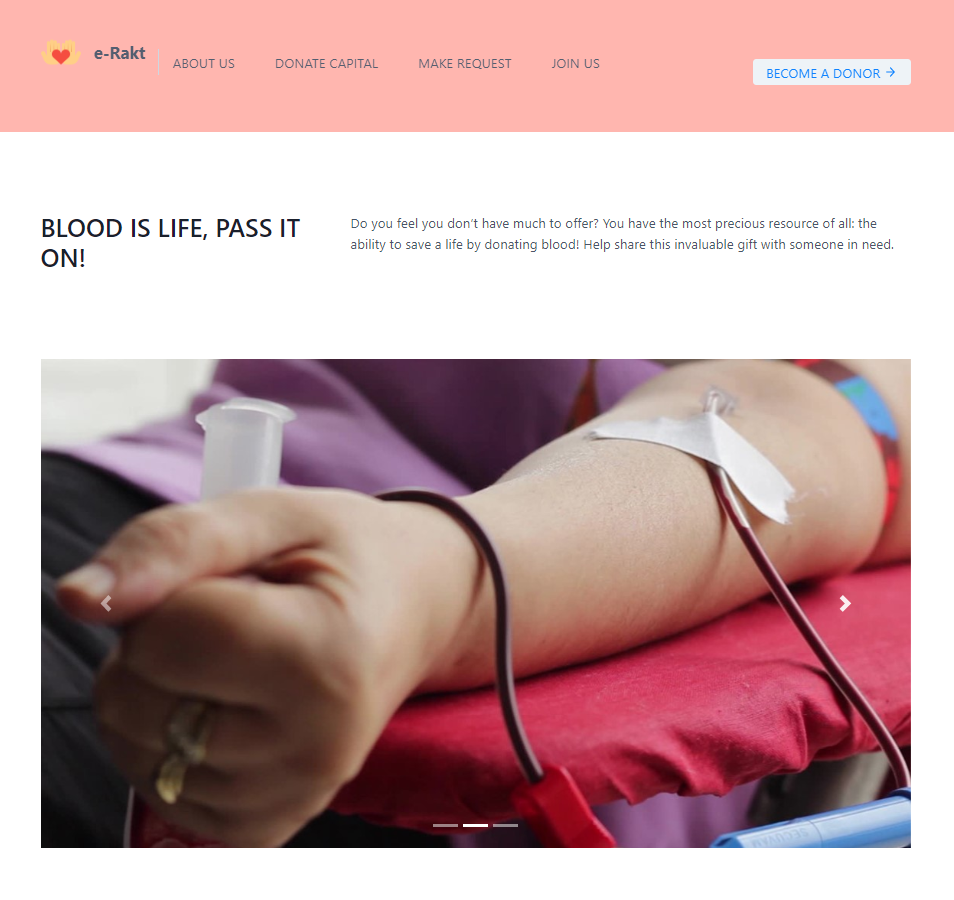 e-Rakt
ABOUT US
DONATE CAPITAL
MAKE REQUEST
JOIN US
BECOME A DONOR →
BLOOD IS LIFE, PASS IT
ON!
Do you feel you don't have much to offer? You have the most precious resource of all: the
ability to save a life by donating blood! Help share this invaluable gift with someone in need.